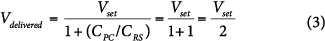 V_delivered = V_set / (1 + (C_PC/C_RS)) = V_set / (1+1) = V_set / 2 (3)